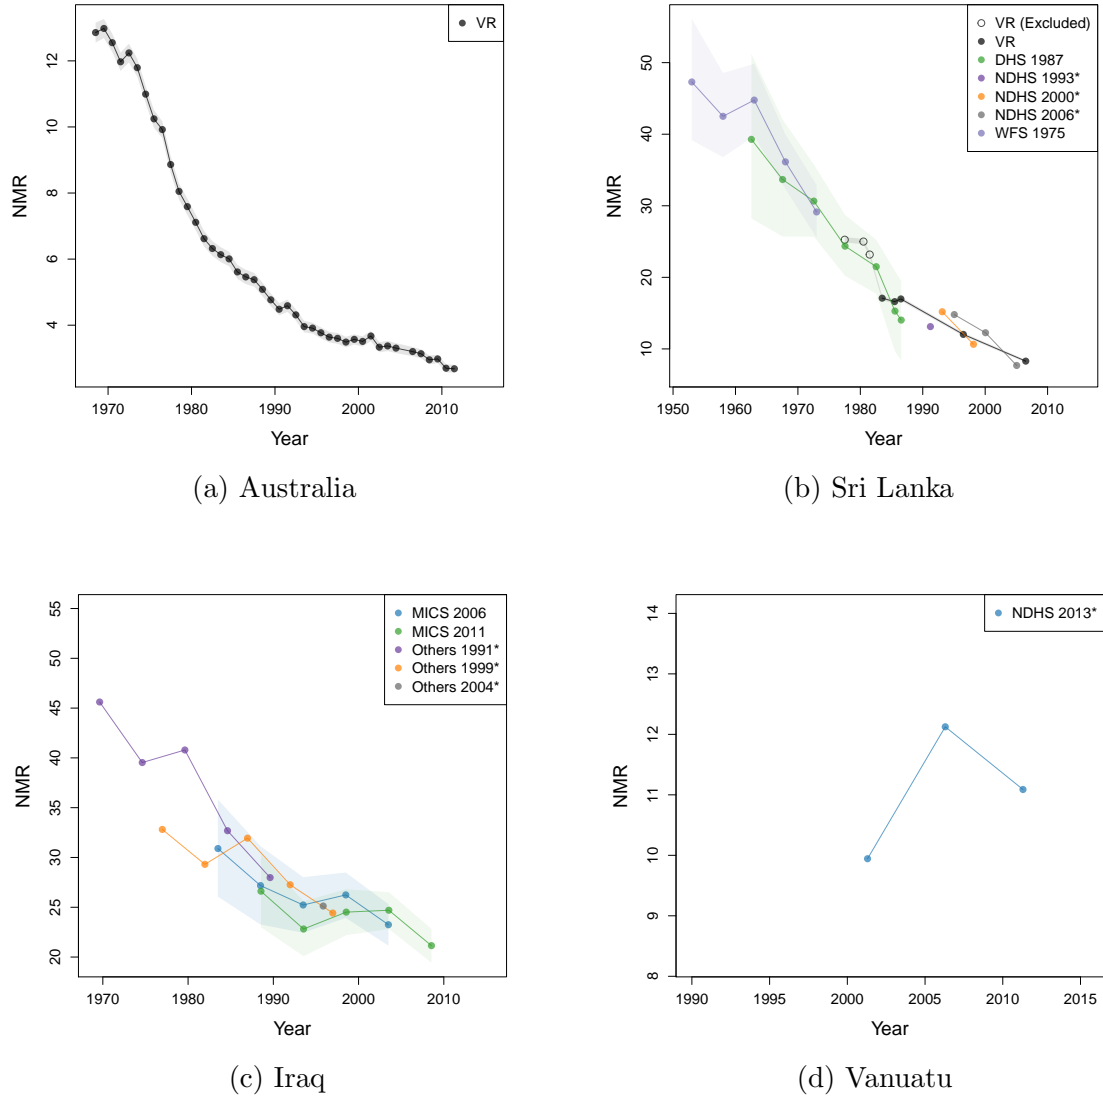 VR
NMR
4
6
8
10
12
1970
1980
1990
2000
2010
Year
(a) Australia
VR (Excluded)
VR
DHS 1987
NDHS 1993*
NDHS 2000*
NDHS 2006*
WFS 1975
NMR
10
20
30
40
50
1950
1960
1970
1980
1990
2000
2010
Year
(b) Sri Lanka
MICS 2006
MICS 2011
Others 1991*
Others 1999*
Others 2004*
NMR
20
25
30
35
40
45
50
55
1970
1980
1990
2000
2010
Year
(c) Iraq
NDHS 2013*
NMR
8
9
10
11
12
13
14
1990
1995
2000
2005
2010
2015
Year
(d) Vanuatu